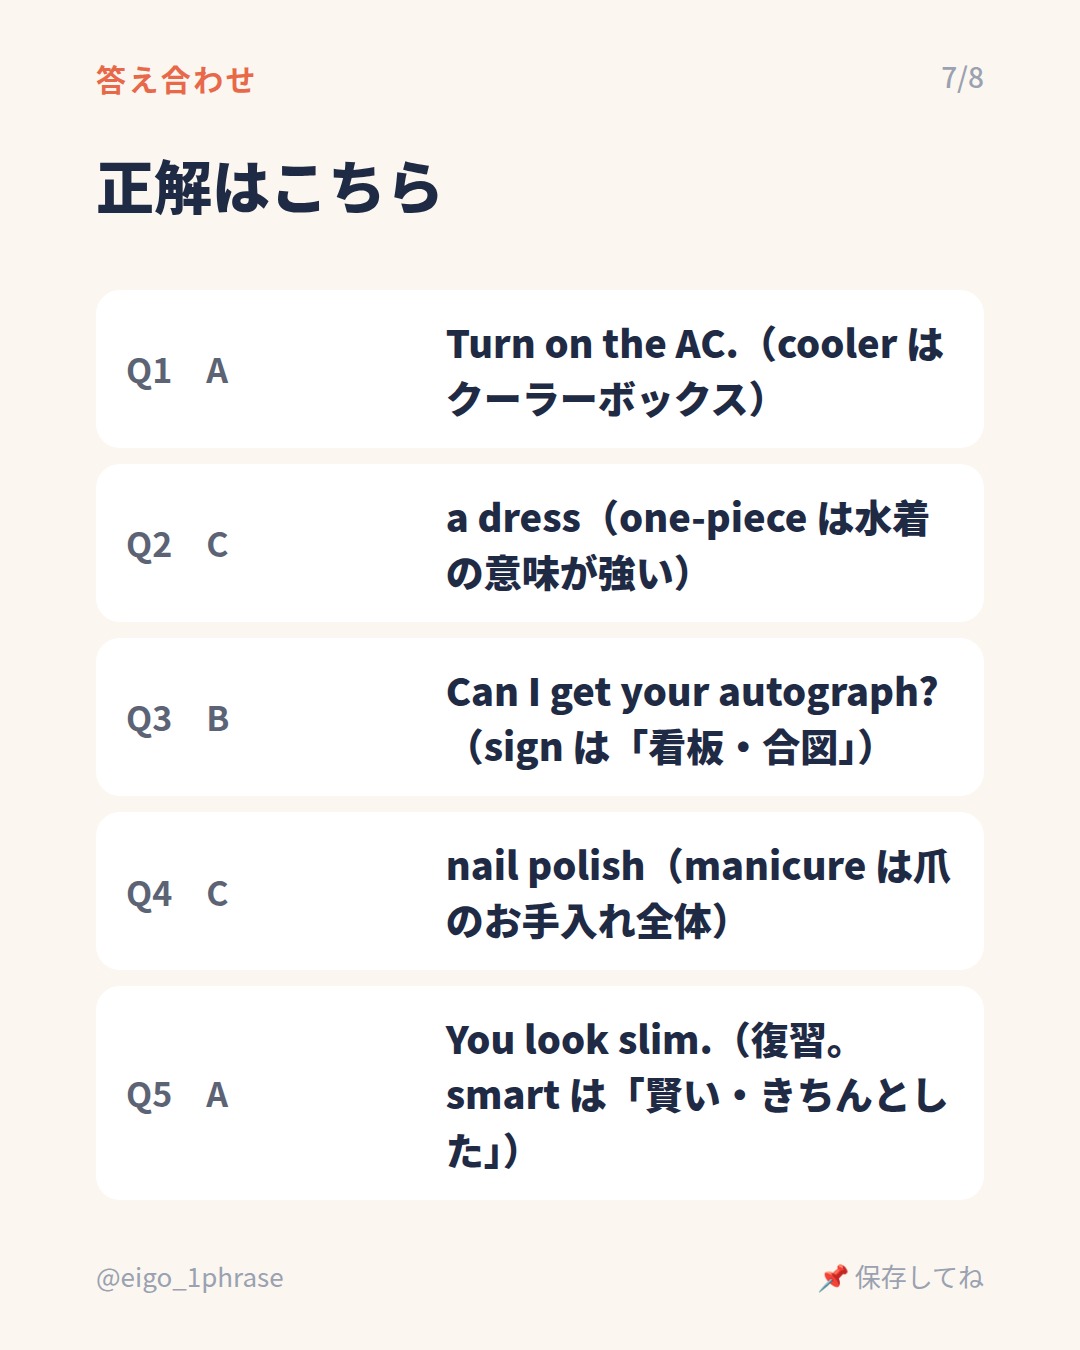 答え合わせ
7/8
正解はこちら
Q1 A
Turn on the AC.（cooler は
クーラーボックス）
Q2 C
a dress（one-piece は水着
の意味が強い）
Q3 B
Can I get your autograph?
（sign は「看板・合図」）
Q4 C
nail polish（manicure は爪
のお手入れ全体）
Q5 A
You look slim.（復習。
smart は「賢い・きちんとし
た」）
@eigo_1phrase
📌 保存してね